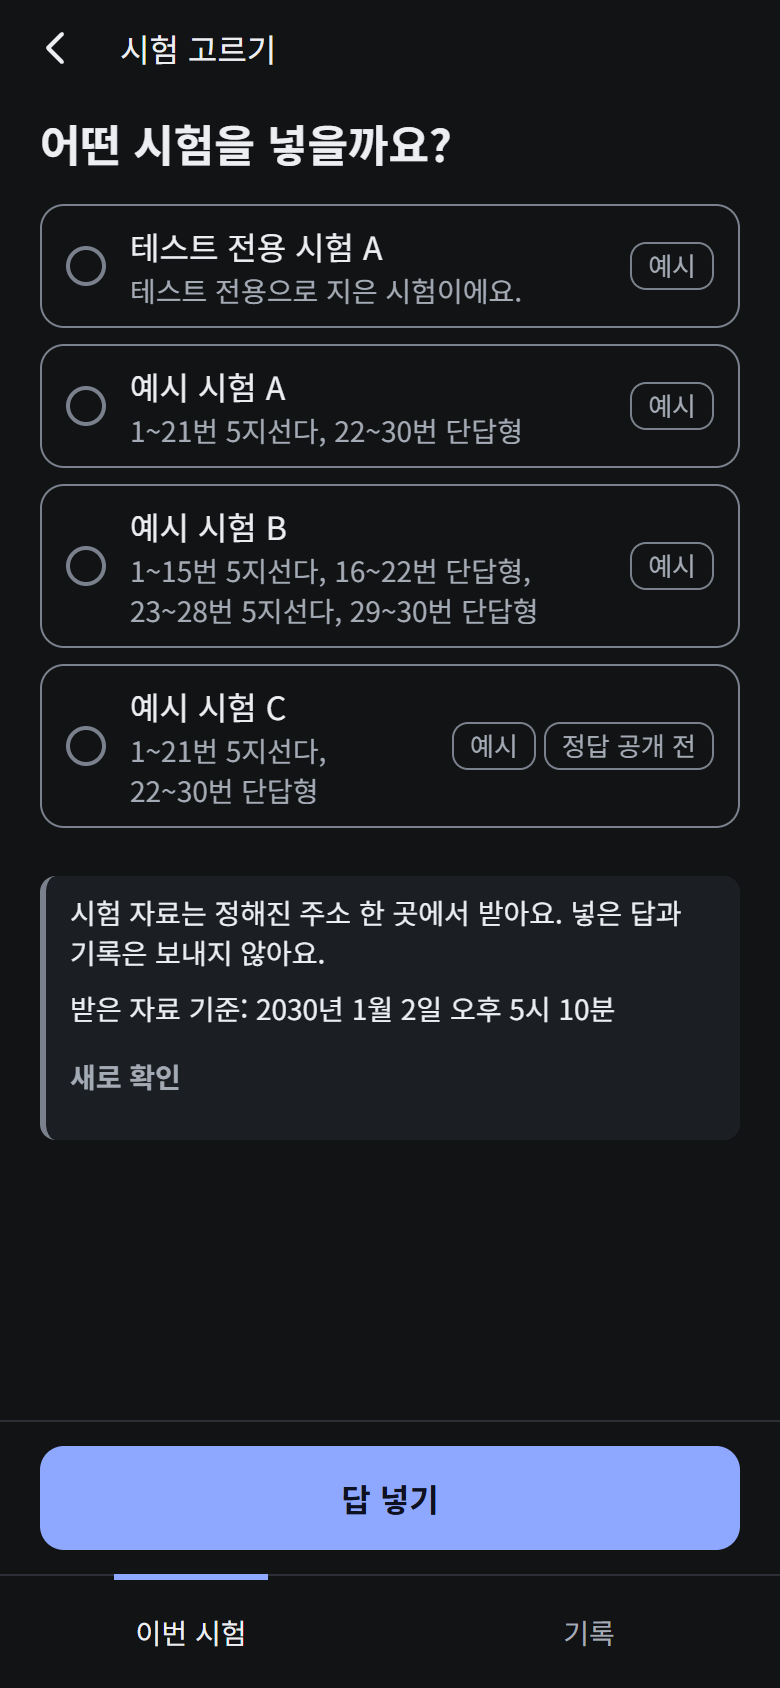 시험 고르기
어떤 시험을 넣을까요?
테스트 전용 시험 A
테스트 전용으로 지은 시험이에요.
예시
예시 시험 A
1~21번 5지선다, 22~30번 단답형
예시
예시 시험 B
1~15번 5지선다, 16~22번 단답형,
23~28번 5지선다, 29~30번 단답형
예시
예시 시험 C
1~21번 5지선다,
22~30번 단답형
예시
정답 공개 전
시험 자료는 정해진 주소 한 곳에서 받아요. 넣은 답과
기록은 보내지 않아요.
받은 자료 기준: 2030년 1월 2일 오후 5시 10분
새로 확인
답 넣기
이번 시험
기록